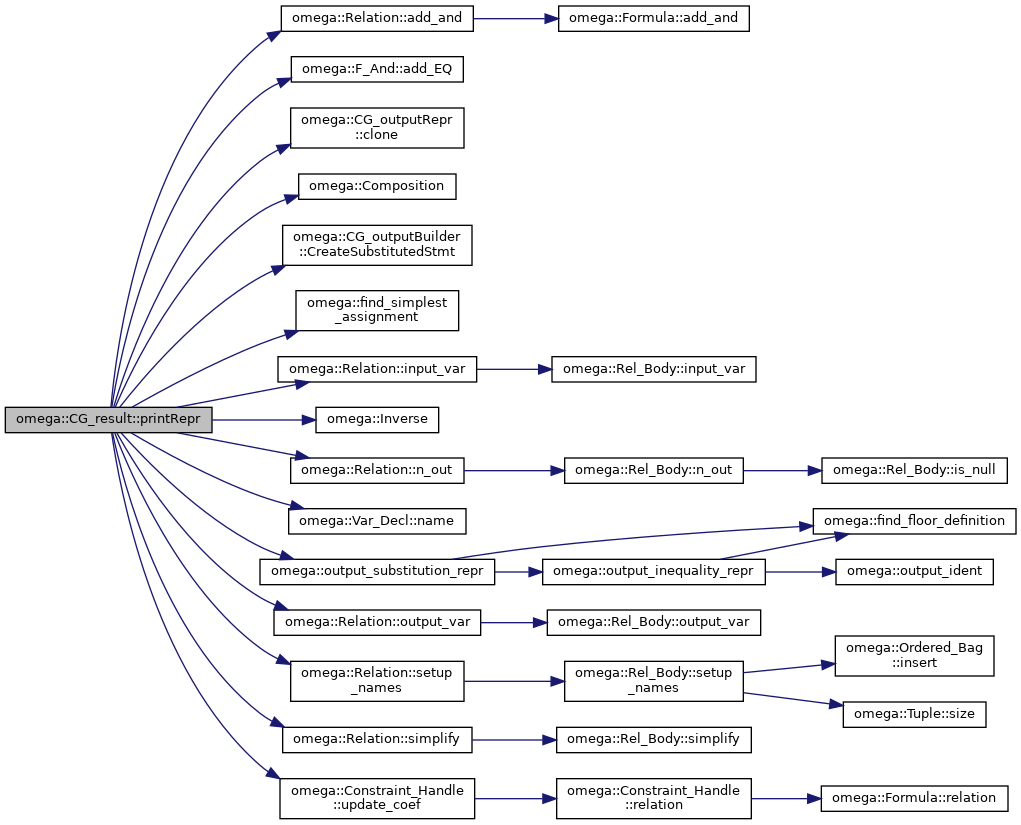 omega::Relation::add_and
omega::Formula::add_and
omega::F_And::add_EQ
omega::CG_outputRepr
::clone
omega::Composition
omega::CG_outputBuilder
::CreateSubstitutedStmt
omega::find_simplest
_assignment
omega::Relation::input_var
omega::Rel_Body::input_var
omega::CG_result::printRepr
omega::Inverse
omega::Relation::n_out
omega::Rel_Body::n_out
omega::Rel_Body::is_null
omega::Var_Decl::name
omega::find_floor_definition
omega::output_substitution_repr
omega::output_inequality_repr
omega::output_ident
omega::Relation::output_var
omega::Rel_Body::output_var
omega::Relation::setup
_names
omega::Rel_Body::setup
_names
omega::Ordered_Bag
::insert
omega::Tuple::size
omega::Relation::simplify
omega::Rel_Body::simplify
omega::Constraint_Handle
::update_coef
omega::Constraint_Handle
::relation
omega::Formula::relation